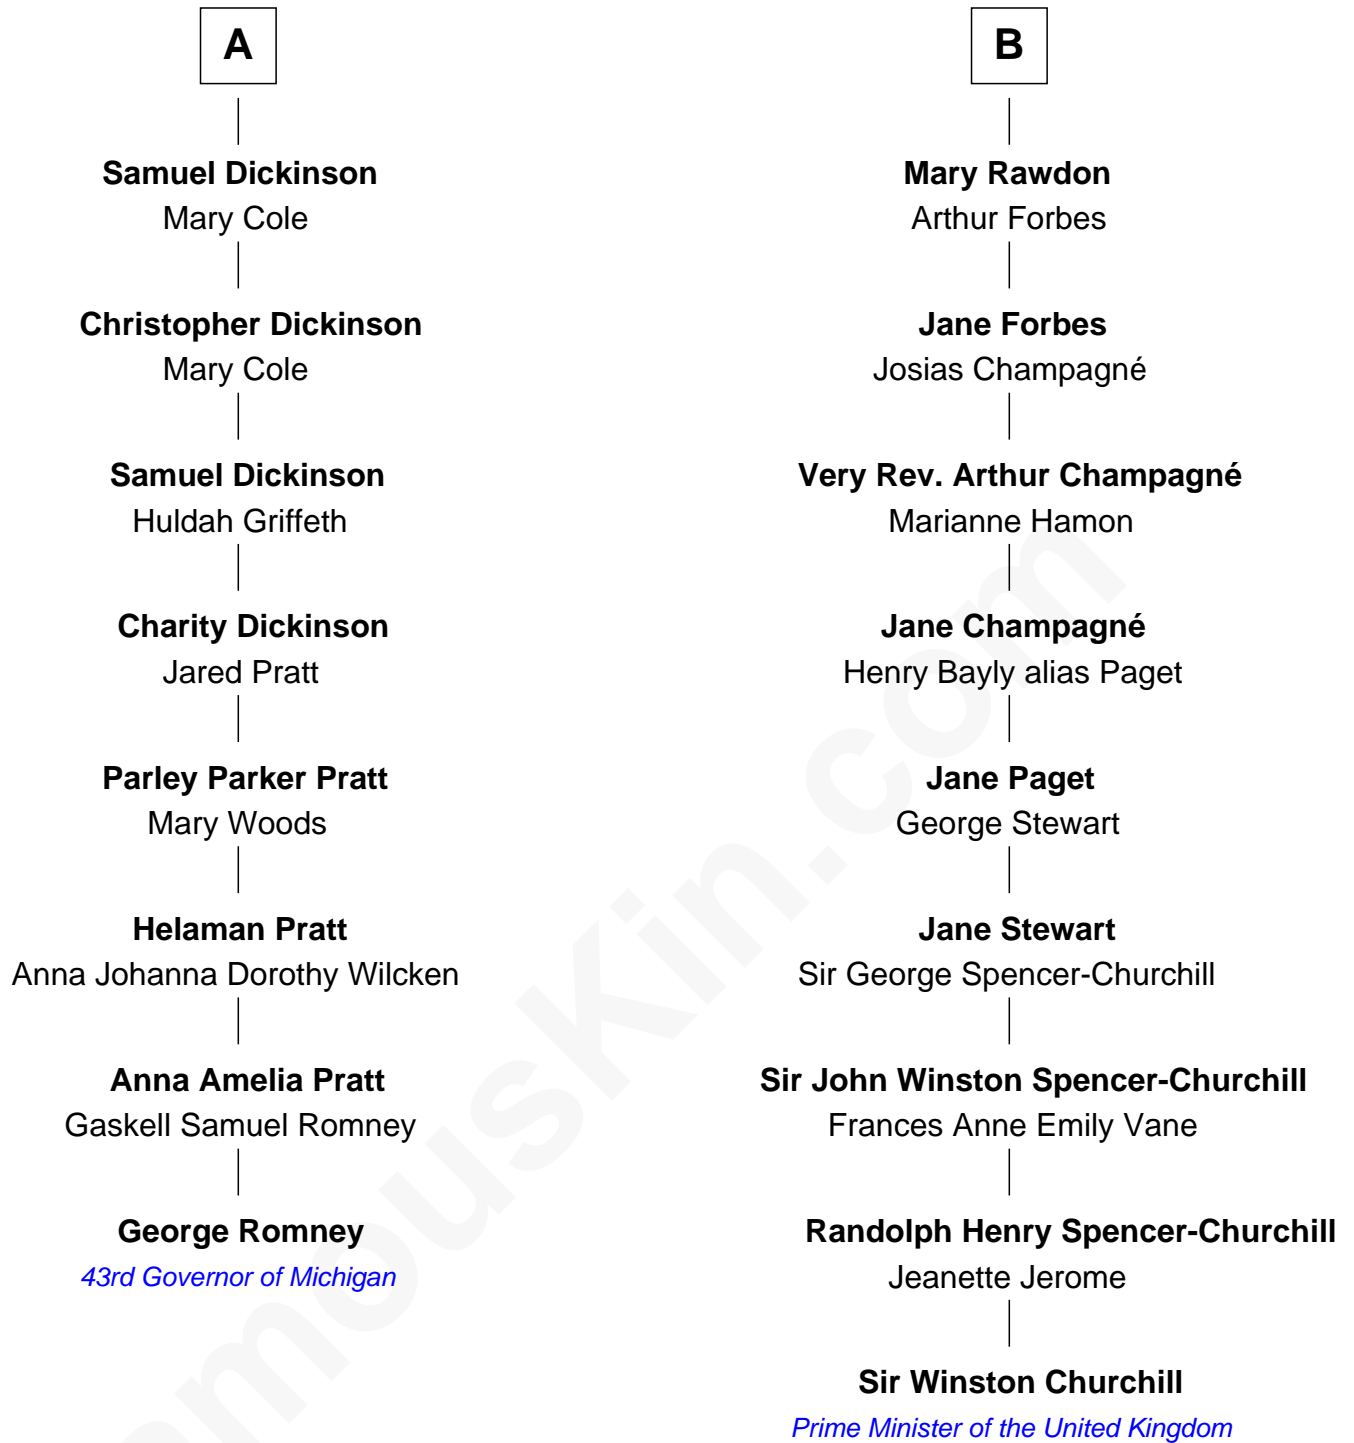 A
Samuel Dickinson
Mary Cole
Christopher Dickinson
Mary Cole
Samuel Dickinson
Huldah Griffeth
Charity Dickinson
Jared Pratt
Parley Parker Pratt
Mary Woods
Helaman Pratt
Anna Johanna Dorothy Wilcken
Anna Amelia Pratt
Gaskell Samuel Romney
George Romney
43rd Governor of Michigan
B
Mary Rawdon
Arthur Forbes
Jane Forbes
Josias Champagné
Very Rev. Arthur Champagné
Marianne Hamon
Jane Champagné
Henry Bayly alias Paget
Jane Paget
George Stewart
Jane Stewart
Sir George Spencer-Churchill
Sir John Winston Spencer-Churchill
Frances Anne Emily Vane
Randolph Henry Spencer-Churchill
Jeanette Jerome
Sir Winston Churchill
Prime Minister of the United Kingdom
amouskin.com